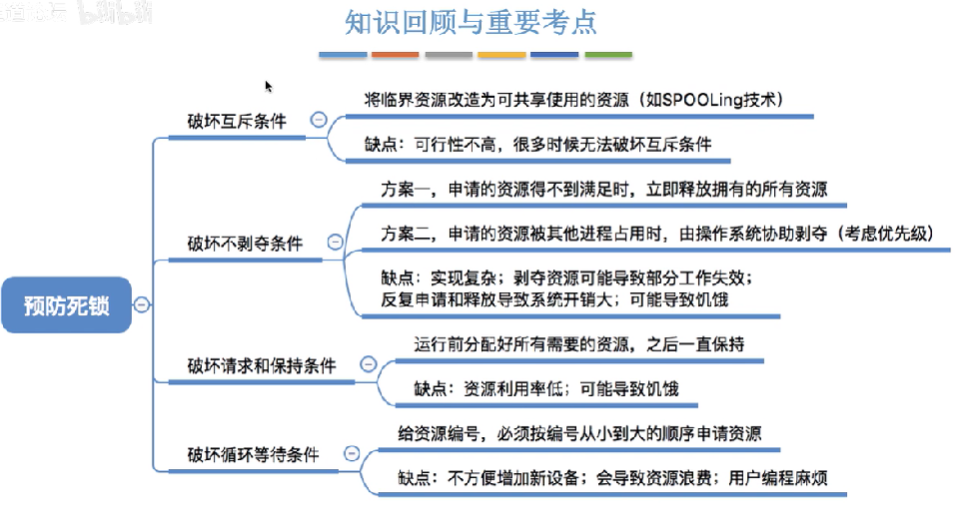 知识回顾与重要考点
将临界资源改造为可共享使用的资源（如SPOOLing技术）
破坏互斥条件
缺点：可行性不高，很多时候无法破坏互斥条件
方案一，申请的资源得不到满足时，立即释放拥有的所有资源
破坏不剥夺条件
方案二，申请的资源被其他进程占用时，由操作系统协助剥夺（考虑优先级）
缺点：实现复杂；剥夺资源可能导致部分工作失效；
反复申请和释放导致系统开销大；可能导致饥饿
预防死锁
运行前分配好所有需要的资源，之后一直保持
破坏请求和保持条件
缺点：资源利用率低；可能导致饥饿
给资源编号，必须按编号从小到大的顺序申请资源
破坏循环等待条件
缺点：不方便增加新设备；会导致资源浪费；用户编程麻烦